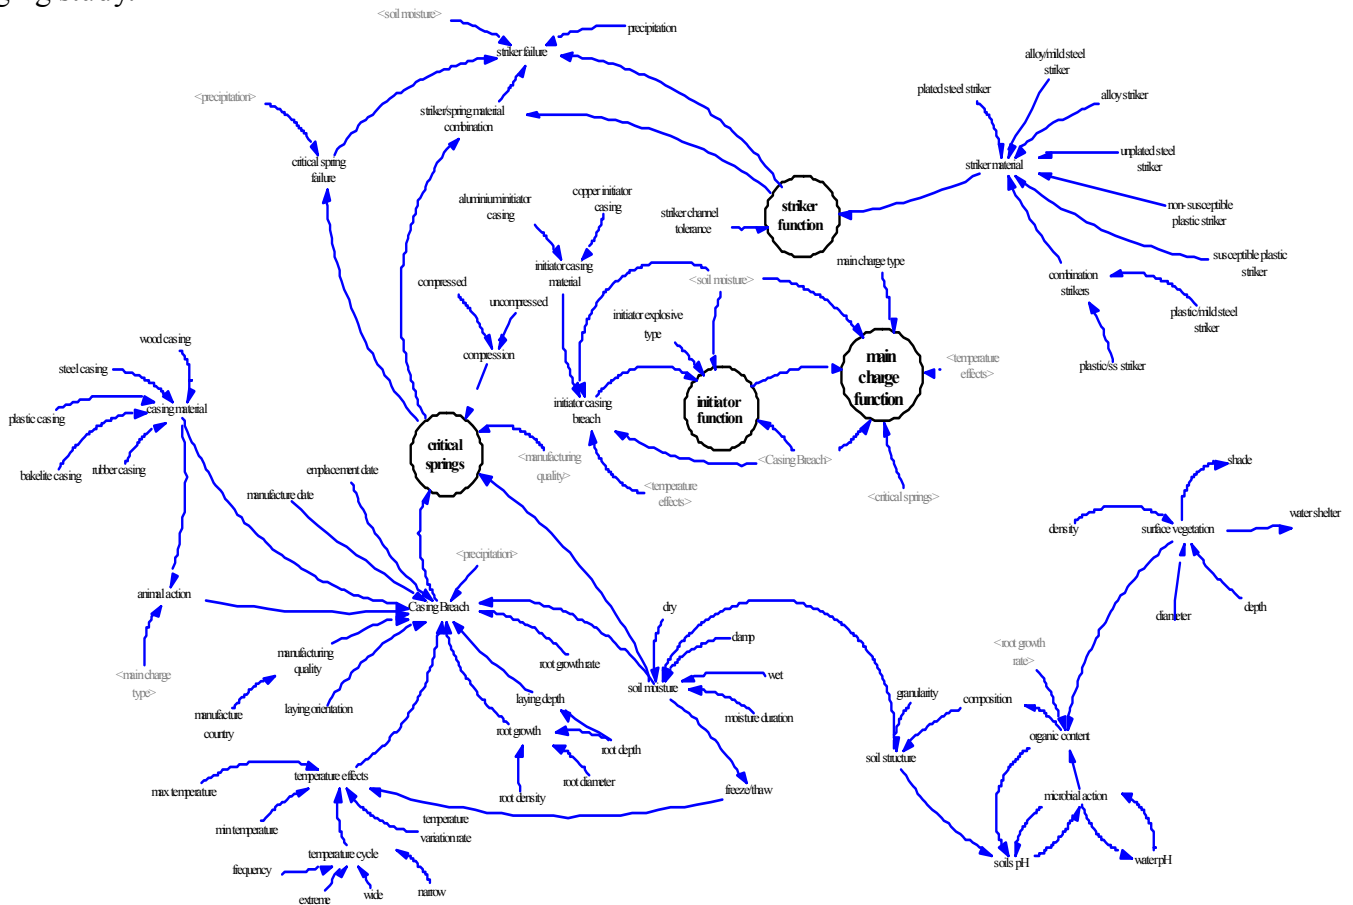 ging study.
<soil moisture>
precipitation
striker failure
alloy/mild steel
striker
plated steel striker
alloy striker
<precipitation>
striker/spring material
combination
critical spring
failure
unplated steel
striker
striker material
non- susceptible
plastic striker
aluminium initiator
casing
copper initiator
casing
striker
function
striker channel
tolerance
susceptible plastic
striker
main charge type
initiator casing
material
<soil moisture>
combination
strikers
compressed
uncompressed
plastic/mild steel
striker
initiator explosive
type
wood casing
compression
main
charge
function
<temperature
effects>
plastic/ss striker
steel casing
plastic casing
casing material
initiator casing
breach
initiator
function
critical
springs
bakelite casing
rubber casing
emplacement date
<manufacturing
quality>
<Casing Breach>
shade
manufacture date
<temperature
effects>
<critical springs>
water shelter
density
surface vegetation
<precipitation>
animal action
Casing Breach
dry
diameter
depth
damp
<root growth
rate>
manufacturing
quality
root growth rate
wet
<main charge
type>
soil moisture
granularity
composition
laying depth
laying orientation
moisture duration
manufacture
country
root growth
organic content
root depth
soil structure
temperature effects
root diameter
max temperature
freeze/thaw
root density
microbial action
min temperature
temperature
variation rate
temperature cycle
soils pH
water pH
frequency
extreme
wide
narrow